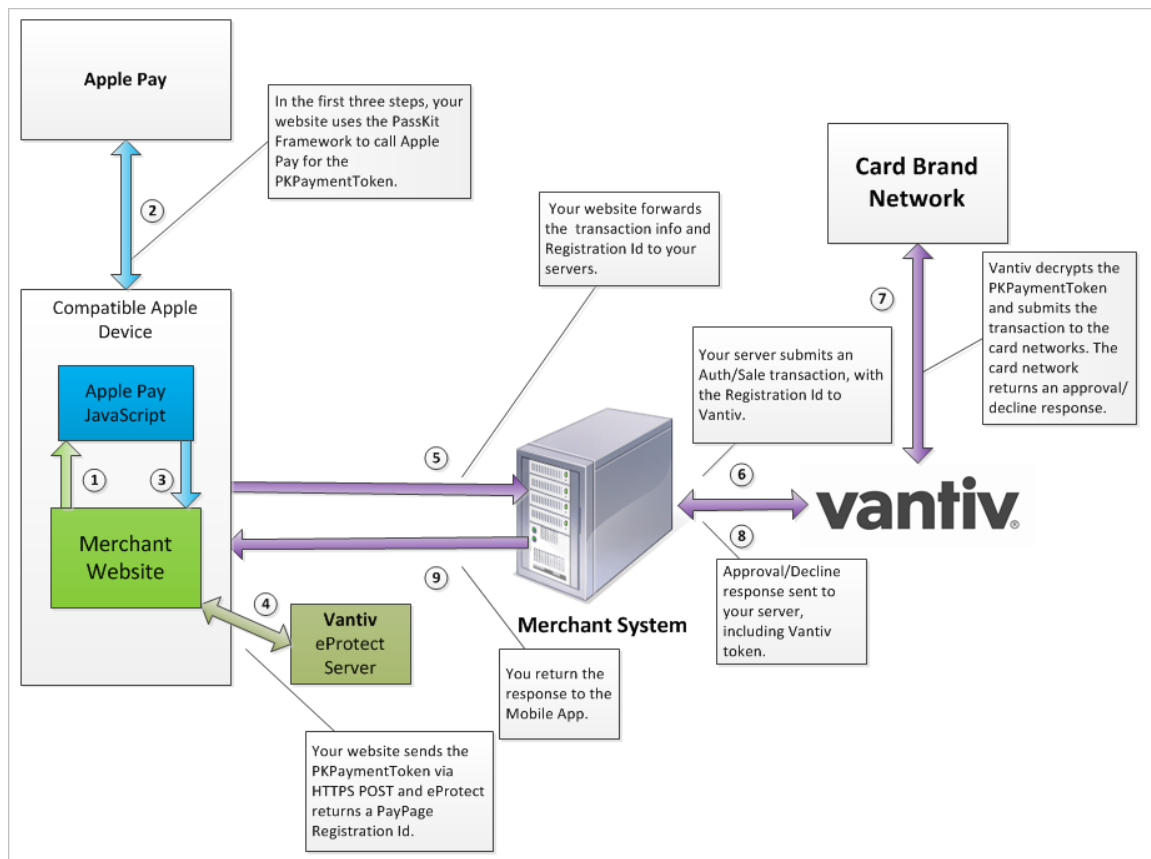 Apple Pay
In the first three steps, your
website uses the PassKit
Framework to call Apple
Pay for the
PKPaymentToken.
2
Card Brand
Network
Your website forwards
the  transaction info and
Registration Id to your
servers.
7
Vantiv decrypts the
PKPaymentToken
and submits the
transaction to the
card networks. The
card network
returns an approval/
decline response.
Compatible Apple
Device
Apple Pay
JavaScript
1
3
Merchant
Website
4
Vantiv
eProtect
Server
5
9
Your server submits an
Auth/Sale transaction, with
the Registration Id to
Vantiv.
6
vantiv®
8
Merchant System
Approval/Decline
response sent to
your server,
including Vantiv
token.
You return the
response to the
Mobile App.
Your website sends the
PKPaymentToken via
HTTPS POST and eProtect
returns a PayPage
Registration Id.